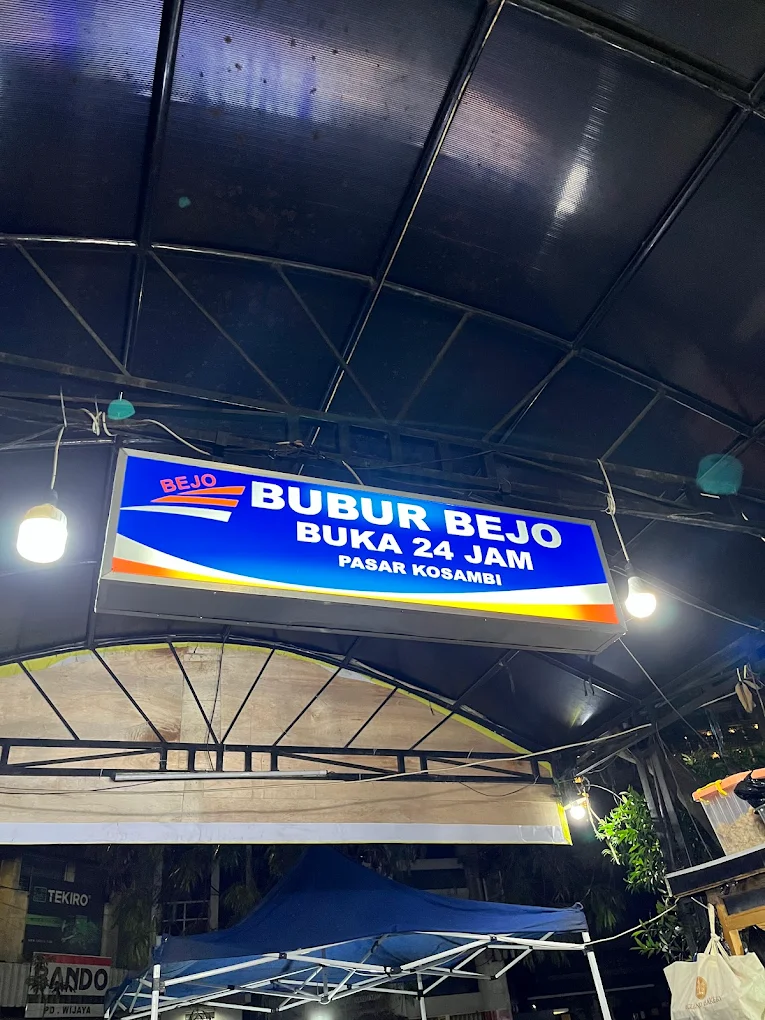 BEJO
BUBUR BEJO
BUKA 24 JAM
PASAR KOSAMBI
TEKIRO
BANDO
PD. WIJAYA